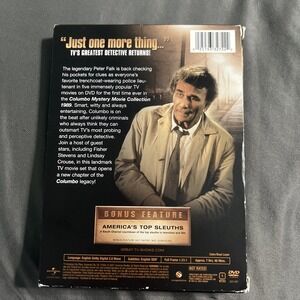 "Just one more thing..."
TV'S GREATEST DETECTIVE RETURNS!
The legendary Peter Falk is back checking
his pockets for clues as everyone's
favorite trenchcoat-wearing police lieu-
tenant in five immensely popular TV
movies on DVD for the first time ever in
the Columbo Mystery Movie Collection
1989. Smart, witty and always
entertaining, Columbo is on
the beat after unlikely criminals
who always think they can
outsmart TV's most probing
and perceptive detective.
Join a host of guest
stars, including Fisher
Stevens and Lindsay
Crouse, in this landmark
TV movie set that opens
a new chapter of the
Columbo legacy!
BONUS FEATURE
AMERICA'S TOP SLEUTHS
NOT RATED
DVD